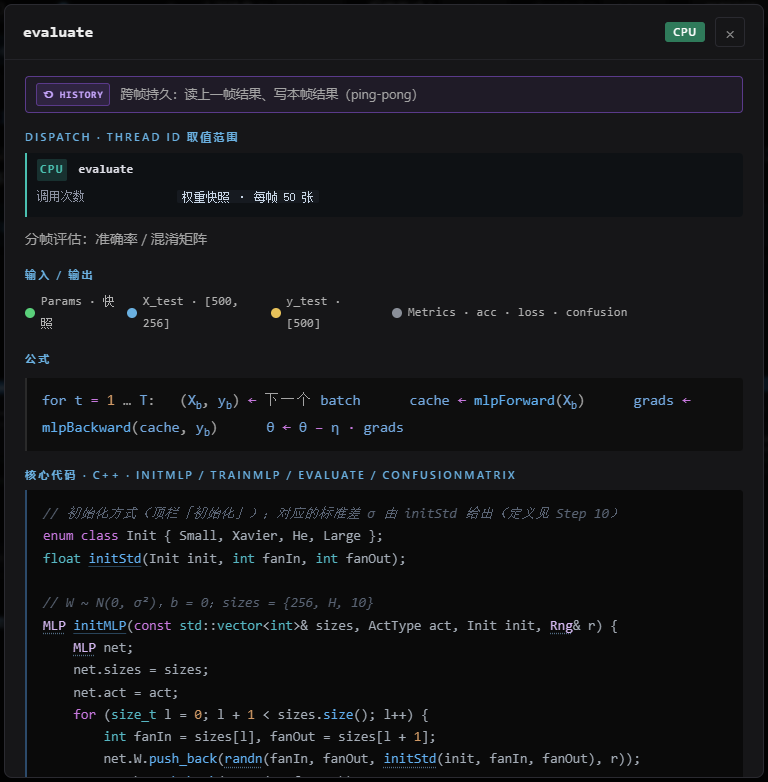 evaluate
CPU ×
HISTORY 跨帧持久：读上一帧结果、写本帧结果（ping-pong）
DISPATCH · THREAD ID 取值范围
CPU evaluate
调用次数 权重快照 · 每帧 50 张
分帧评估：准确率 / 混淆矩阵
输入 / 输出
Params · 快照
X_test · [500, 256]
y_test · [500]
Metrics · acc · loss · confusion
公式
for t = 1 … T: (X_b, y_b) ← 下一个 batch cache ← mlpForward(X_b) grads ←
mlpBackward(cache, y_b) θ ← θ − η · grads
核心代码 · C++ · INITMLP / TRAINMLP / EVALUATE / CONFUSIONMATRIX
// 初始化方式（顶栏「初始化」）；对应的标准差 σ 由 initStd 给出（定义见 Step 10）
enum class Init { Small, Xavier, He, Large };
float initStd(Init init, int fanIn, int fanOut);
// W ~ N(0, σ²)，b = 0；sizes = {256, H, 10}
MLP initMLP(const std::vector<int>& sizes, ActType act, Init init, Rng& r) {
MLP net;
net.sizes = sizes;
net.act = act;
for (size_t l = 0; l + 1 < sizes.size(); l++) {
int fanIn = sizes[l], fanOut = sizes[l + 1];
net.W.push_back(randn(fanIn, fanOut, initStd(init, fanIn, fanOut), r));